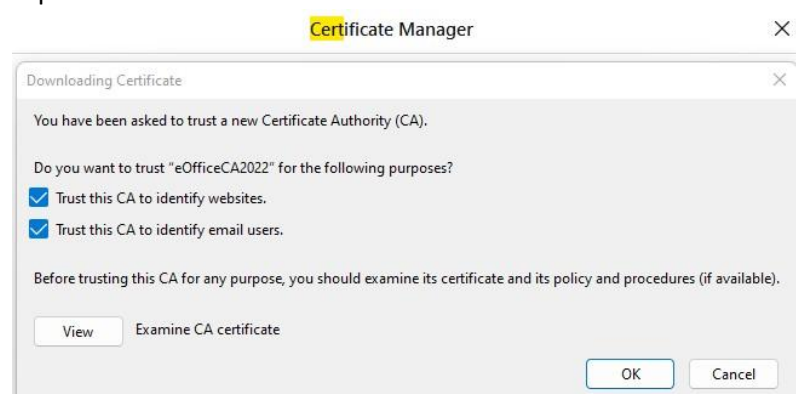 Certificate Manager
Downloading Certificate
You have been asked to trust a new Certificate Authority (CA).
Do you want to trust "eOfficeCA2022" for the following purposes?
Trust this CA to identify websites.
Trust this CA to identify email users.
Before trusting this CA for any purpose, you should examine its certificate and its policy and procedures (if available).
View Examine CA certificate
OK Cancel